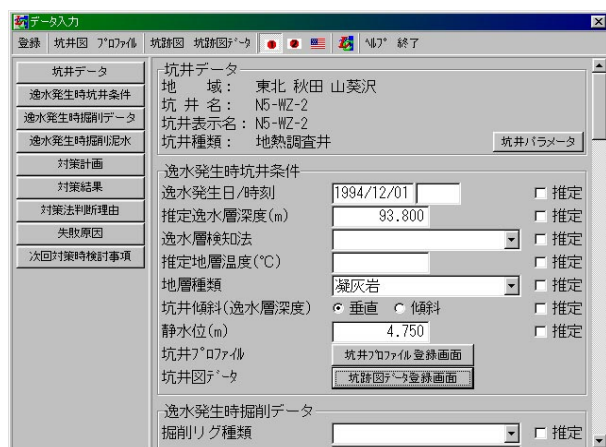 データ入力
登録 坑井図 プロファイル 坑跡図 坑跡図データ ヘルプ 終了
坑井データ
逸水発生時坑井条件
逸水発生時掘削データ
逸水発生時掘削泥水
対策計画
対策結果
対策法判断理由
失敗原因
次回対策時検討事項
坑井データ
地 域: 東北 秋田 山葵沢
坑 井 名: N5-WZ-2
坑井表示名: N5-WZ-2
坑井種類: 地熱調査井 坑井パラメータ
逸水発生時坑井条件
逸水発生日/時刻 1994/12/01 推定
推定逸水層深度(m) 93.800 推定
逸水層検知法 推定
推定地層温度(℃) 推定
地層種類 凝灰岩 推定
坑井傾斜(逸水層深度) 垂直 傾斜 推定
静水位(m) 4.750 推定
坑井プロファイル 坑井プロファイル登録画面
坑井図データ 坑跡図データ登録画面
逸水発生時掘削データ
掘削リグ種類 推定